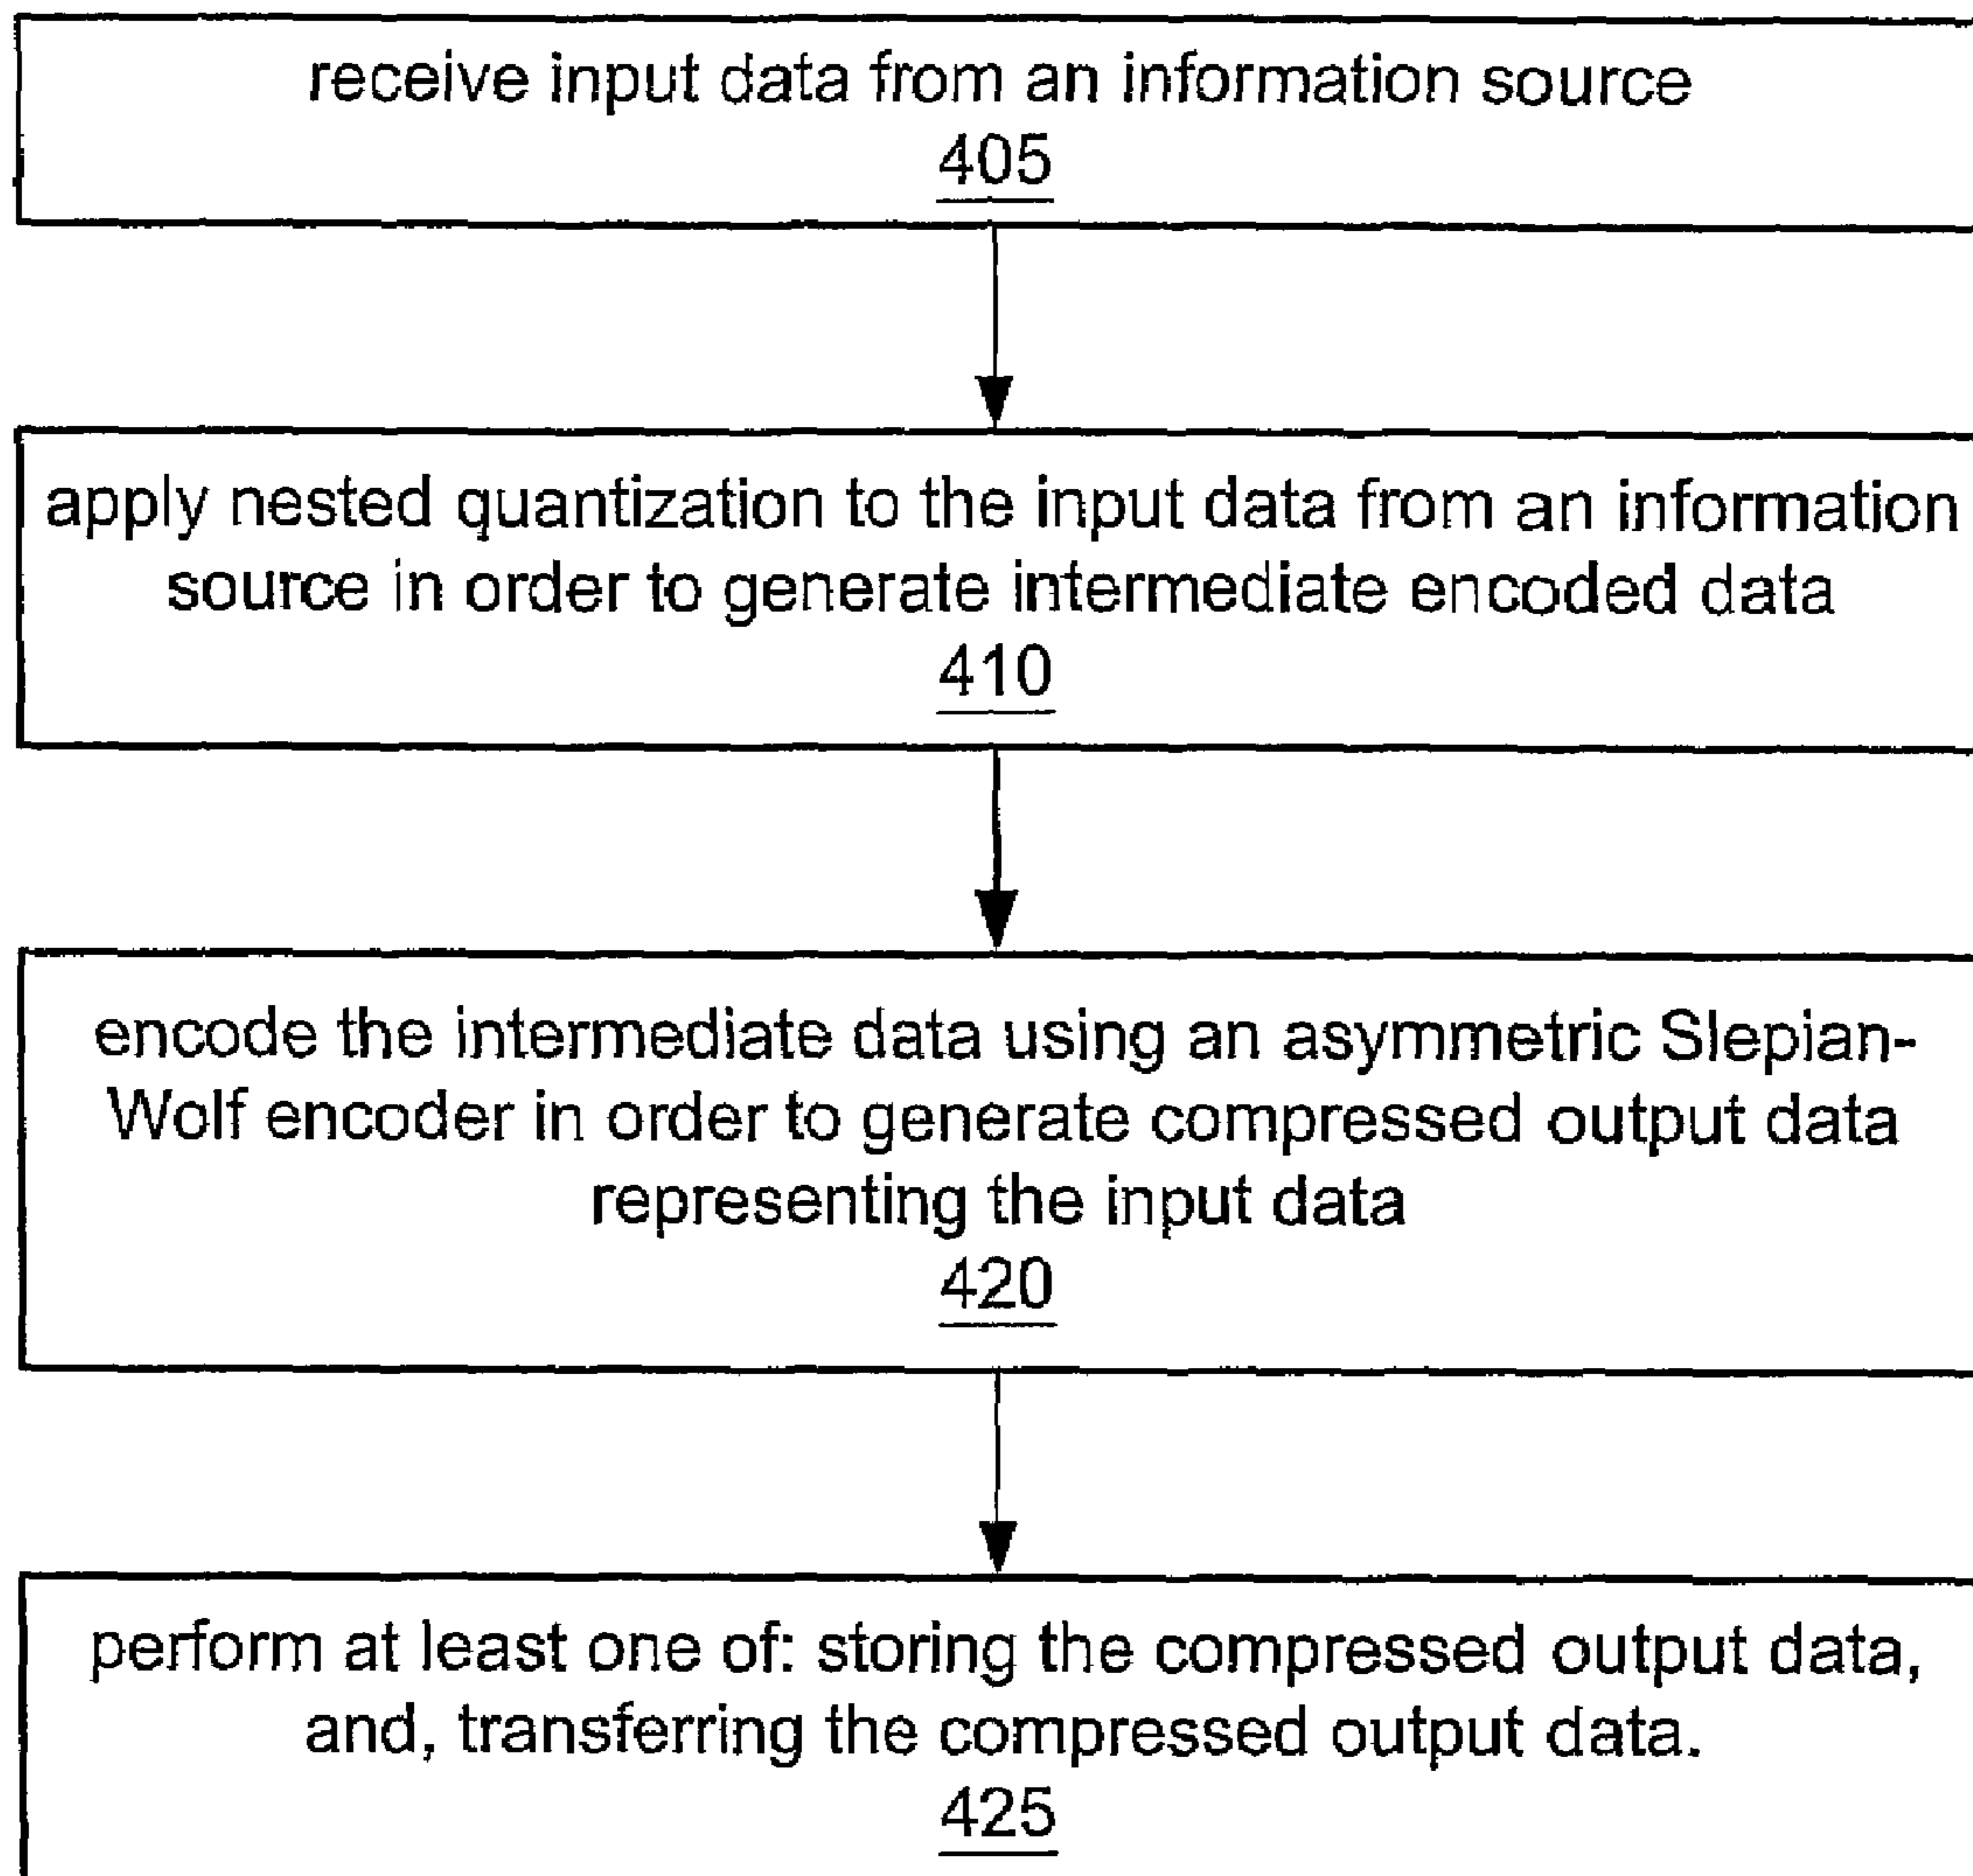 receive input data from an information source
405
apply nested quantization to the input data from an information
source in order to generate intermediate encoded data
410
encode the intermediate data using an asymmetric Slepian-
Wolf encoder in order to generate compressed output data
representing the input data
420
perform at least one of: storing the compressed output data,
and, transferring the compressed output data.
425